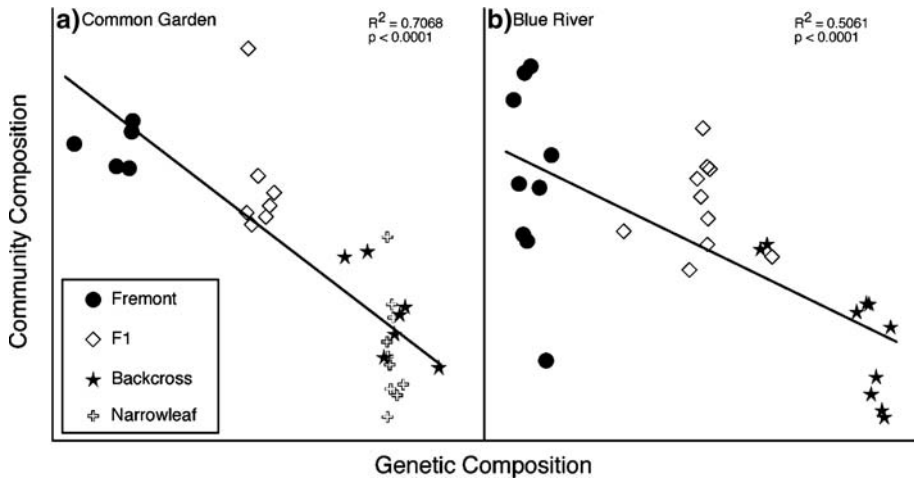 a) Common Garden
R² = 0.7068
p < 0.0001
b) Blue River
R² = 0.5061
p < 0.0001
Community Composition
Fremont
F1
Backcross
Narrowleaf
Genetic Composition